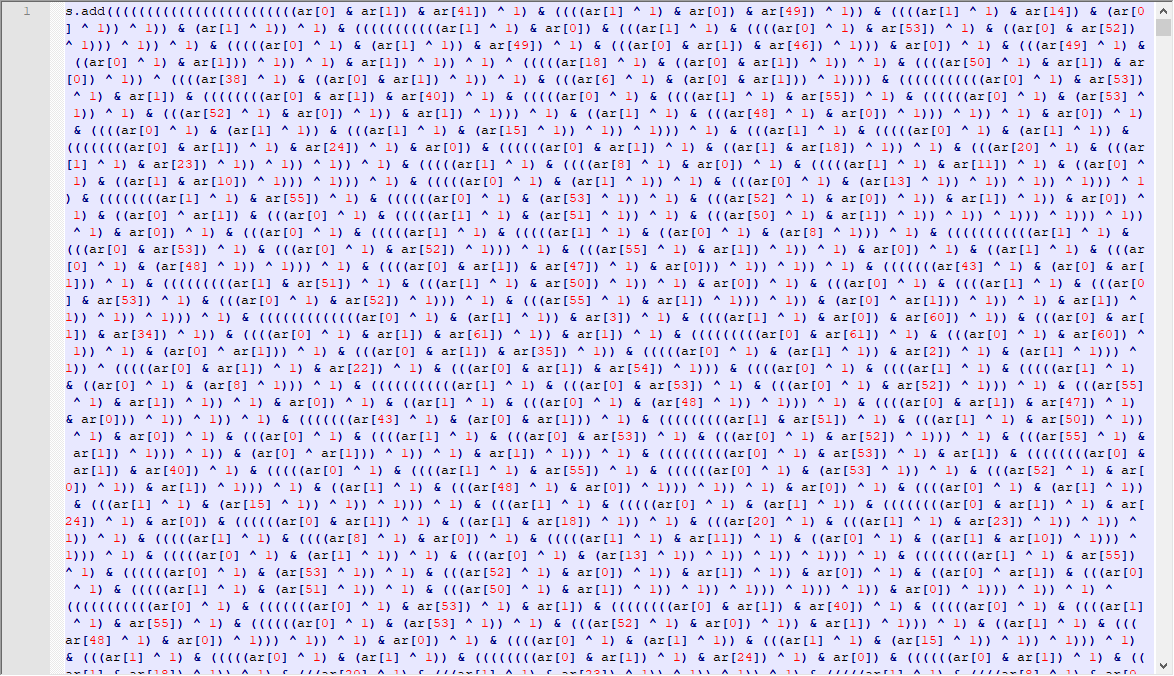 1 s.add(((((((((((((((((((((((((ar[0] & ar[1]) & ar[41]) ^ 1) & ((((ar[1] ^ 1) & ar[0]) & ar[49]) ^ 1)) & ((((ar[1] ^ 1) & ar[14]) & (ar[0
] ^ 1)) ^ 1)) & (ar[1] ^ 1)) ^ 1) & (((((((((((ar[1] ^ 1) & ar[0]) & (((ar[1] ^ 1) & ((((ar[0] ^ 1) & ar[53]) ^ 1) & ((ar[0] & ar[52])
^ 1))) ^ 1)) ^ 1) & (((((ar[0] ^ 1) & (ar[1] ^ 1)) & ar[49]) ^ 1) & (((ar[0] & ar[1]) & ar[46]) ^ 1))) & ar[0]) ^ 1) & (((ar[49] ^ 1) &
((ar[0] ^ 1) & ar[1])) ^ 1)) ^ 1) & ar[1]) ^ 1)) ^ 1) ^ (((((ar[18] ^ 1) & ((ar[0] ^ 1) & ar[1])) ^ 1) & ((((ar[50] ^ 1) & ar[1]) & ar[
0]) ^ 1)) ^ ((((ar[38] ^ 1) & ((ar[0] & ar[1]) ^ 1)) ^ 1) & (((ar[6] ^ 1) & (ar[0] & ar[1])) ^ 1)))) & (((((((((((ar[0] ^ 1) & ar[53])
^ 1) & ar[1]) & ((((((((ar[0] & ar[1]) & ar[40]) ^ 1) & (((((ar[0] ^ 1) & ((((ar[1] ^ 1) & ar[55]) ^ 1) & ((((((ar[0] ^ 1) & (ar[53] ^
1)) ^ 1) & (((ar[52] ^ 1) & ar[0]) ^ 1)) & ar[1]) ^ 1))) ^ 1) & ((ar[1] ^ 1) & (((ar[48] ^ 1) & ar[0]) ^ 1))) ^ 1)) ^ 1) & ar[0]) ^ 1)
& ((((ar[0] ^ 1) & (ar[1] ^ 1)) & (((ar[1] ^ 1) & (ar[15] ^ 1)) ^ 1)) ^ 1))) ^ 1) & (((ar[1] ^ 1) & (((((ar[0] ^ 1) & (ar[1] ^ 1)) &
((((((((ar[0] & ar[1]) ^ 1) & ar[24]) ^ 1) & ar[0]) & ((((((ar[0] & ar[1]) ^ 1) & ((ar[1] & ar[18]) ^ 1)) ^ 1) & (((ar[20] ^ 1) & (((ar
[1] ^ 1) & ar[23]) ^ 1)) ^ 1)) ^ 1)) ^ 1) & (((((ar[1] ^ 1) & ((((ar[8] ^ 1) & ar[0]) ^ 1) & (((((ar[1] ^ 1) & ar[11]) ^ 1) & ((ar[0] ^
1) & ((ar[1] & ar[10]) ^ 1))) ^ 1))) ^ 1) & (((((ar[0] ^ 1) & (ar[1] ^ 1)) ^ 1) & (((ar[0] ^ 1) & (ar[13] ^ 1)) ^ 1)) ^ 1)) ^ 1))) ^ 1
) & ((((((((ar[1] ^ 1) & ar[55]) ^ 1) & ((((((ar[0] ^ 1) & (ar[53] ^ 1)) ^ 1) & (((ar[52] ^ 1) & ar[0]) ^ 1)) & ar[1]) ^ 1)) & ar[0]) ^
1) & ((ar[0] ^ ar[1]) & (((ar[0] ^ 1) & (((((ar[1] ^ 1) & (ar[51] ^ 1)) ^ 1) & (((ar[50] ^ 1) & ar[1]) ^ 1)) ^ 1)) ^ 1))) ^ 1))) ^ 1))
^ 1) & ar[0]) ^ 1) & (((ar[0] ^ 1) & (((((ar[1] ^ 1) & (((((ar[1] ^ 1) & ((ar[0] ^ 1) & (ar[8] ^ 1))) ^ 1) & (((((((((((ar[1] ^ 1) &
(((ar[0] & ar[53]) ^ 1) & (((ar[0] ^ 1) & ar[52]) ^ 1))) ^ 1) & (((ar[55] ^ 1) & ar[1]) ^ 1)) ^ 1) & ar[0]) ^ 1) & ((ar[1] ^ 1) & (((ar
[0] ^ 1) & (ar[48] ^ 1)) ^ 1))) ^ 1) & ((((ar[0] & ar[1]) & ar[47]) ^ 1) & ar[0])) ^ 1)) ^ 1)) ^ 1) & (((((((ar[43] ^ 1) & (ar[0] & ar[
1])) ^ 1) & (((((((((ar[1] & ar[51]) ^ 1) & (((ar[1] ^ 1) & ar[50]) ^ 1)) ^ 1) & ar[0]) ^ 1) & (((ar[0] ^ 1) & ((((ar[1] ^ 1) & (((ar[0
] & ar[53]) ^ 1) & (((ar[0] ^ 1) & ar[52]) ^ 1))) ^ 1) & (((ar[55] ^ 1) & ar[1]) ^ 1))) ^ 1)) & (ar[0] ^ ar[1])) ^ 1)) ^ 1) & ar[1]) ^
1)) ^ 1)) ^ 1))) ^ 1) & (((((((((((((ar[0] ^ 1) & (ar[1] ^ 1)) & ar[3]) ^ 1) & ((((ar[1] ^ 1) & ar[0]) & ar[60]) ^ 1)) & (((ar[0] & ar[
1]) & ar[34]) ^ 1)) & ((((ar[0] ^ 1) & ar[1]) & ar[61]) ^ 1)) & ar[1]) ^ 1) & (((((((((ar[0] & ar[61]) ^ 1) & (((ar[0] ^ 1) & ar[60]) ^
1)) ^ 1) & (ar[0] ^ ar[1])) ^ 1) & (((ar[0] & ar[1]) & ar[35]) ^ 1)) & (((((ar[0] ^ 1) & (ar[1] ^ 1)) & ar[2]) ^ 1) & (ar[1] ^ 1))) ^
1)) ^ (((((ar[0] & ar[1]) ^ 1) & ar[22]) ^ 1) & (((ar[0] & ar[1]) & ar[54]) ^ 1))) & ((((ar[0] ^ 1) & ((((ar[1] ^ 1) & (((((ar[1] ^ 1)
& ((ar[0] ^ 1) & (ar[8] ^ 1))) ^ 1) & (((((((((((ar[1] ^ 1) & (((ar[0] & ar[53]) ^ 1) & (((ar[0] ^ 1) & ar[52]) ^ 1))) ^ 1) & (((ar[55]
^ 1) & ar[1]) ^ 1)) ^ 1) & ar[0]) ^ 1) & ((ar[1] ^ 1) & (((ar[0] ^ 1) & (ar[48] ^ 1)) ^ 1))) ^ 1) & ((((ar[0] & ar[1]) & ar[47]) ^ 1)
& ar[0])) ^ 1)) ^ 1)) ^ 1) & (((((((ar[43] ^ 1) & (ar[0] & ar[1])) ^ 1) & (((((((((ar[1] & ar[51]) ^ 1) & (((ar[1] ^ 1) & ar[50]) ^ 1))
^ 1) & ar[0]) ^ 1) & (((ar[0] ^ 1) & ((((ar[1] ^ 1) & (((ar[0] & ar[53]) ^ 1) & (((ar[0] ^ 1) & ar[52]) ^ 1))) ^ 1) & (((ar[55] ^ 1) &
ar[1]) ^ 1))) ^ 1)) & (ar[0] ^ ar[1])) ^ 1)) ^ 1) & ar[1]) ^ 1))) ^ 1) & (((((((((ar[0] ^ 1) & ar[53]) ^ 1) & ar[1]) & ((((((((ar[0] &
ar[1]) & ar[40]) ^ 1) & (((((ar[0] ^ 1) & ((((ar[1] ^ 1) & ar[55]) ^ 1) & ((((((ar[0] ^ 1) & (ar[53] ^ 1)) ^ 1) & (((ar[52] ^ 1) & ar[
0]) ^ 1)) & ar[1]) ^ 1))) ^ 1) & ((ar[1] ^ 1) & (((ar[48] ^ 1) & ar[0]) ^ 1))) ^ 1)) ^ 1) & ar[0]) ^ 1) & ((((ar[0] ^ 1) & (ar[1] ^ 1))
& (((ar[1] ^ 1) & (ar[15] ^ 1)) ^ 1)) ^ 1))) ^ 1) & (((ar[1] ^ 1) & (((((ar[0] ^ 1) & (ar[1] ^ 1)) & ((((((((ar[0] & ar[1]) ^ 1) & ar[
24]) ^ 1) & ar[0]) & ((((((ar[0] & ar[1]) ^ 1) & ((ar[1] & ar[18]) ^ 1)) ^ 1) & (((ar[20] ^ 1) & (((ar[1] ^ 1) & ar[23]) ^ 1)) ^ 1)) ^
1)) ^ 1) & (((((ar[1] ^ 1) & ((((ar[8] ^ 1) & ar[0]) ^ 1) & (((((ar[1] ^ 1) & ar[11]) ^ 1) & ((ar[0] ^ 1) & ((ar[1] & ar[10]) ^ 1))) ^
1))) ^ 1) & (((((ar[0] ^ 1) & (ar[1] ^ 1)) ^ 1) & (((ar[0] ^ 1) & (ar[13] ^ 1)) ^ 1)) ^ 1)) ^ 1))) ^ 1) & ((((((((ar[1] ^ 1) & ar[55])
^ 1) & ((((((ar[0] ^ 1) & (ar[53] ^ 1)) ^ 1) & (((ar[52] ^ 1) & ar[0]) ^ 1)) & ar[1]) ^ 1)) & ar[0]) ^ 1) & ((ar[0] ^ ar[1]) & (((ar[0]
^ 1) & (((((ar[1] ^ 1) & (ar[51] ^ 1)) ^ 1) & (((ar[50] ^ 1) & ar[1]) ^ 1)) ^ 1)) ^ 1))) ^ 1))) ^ 1)) & ar[0]) ^ 1))) ^ 1)) ^ 1) ^
(((((((((((ar[0] ^ 1) & (((((((ar[0] ^ 1) & ar[53]) ^ 1) & ar[1]) & ((((((((ar[0] & ar[1]) & ar[40]) ^ 1) & (((((ar[0] ^ 1) & ((((ar[1]
^ 1) & ar[55]) ^ 1) & ((((((ar[0] ^ 1) & (ar[53] ^ 1)) ^ 1) & (((ar[52] ^ 1) & ar[0]) ^ 1)) & ar[1]) ^ 1))) ^ 1) & ((ar[1] ^ 1) & (((
ar[48] ^ 1) & ar[0]) ^ 1))) ^ 1)) ^ 1) & ar[0]) ^ 1) & ((((ar[0] ^ 1) & (ar[1] ^ 1)) & (((ar[1] ^ 1) & (ar[15] ^ 1)) ^ 1)) ^ 1))) ^ 1)
& (((ar[1] ^ 1) & (((((ar[0] ^ 1) & (ar[1] ^ 1)) & ((((((((ar[0] & ar[1]) ^ 1) & ar[24]) ^ 1) & ar[0]) & ((((((ar[0] & ar[1]) ^ 1) & ((